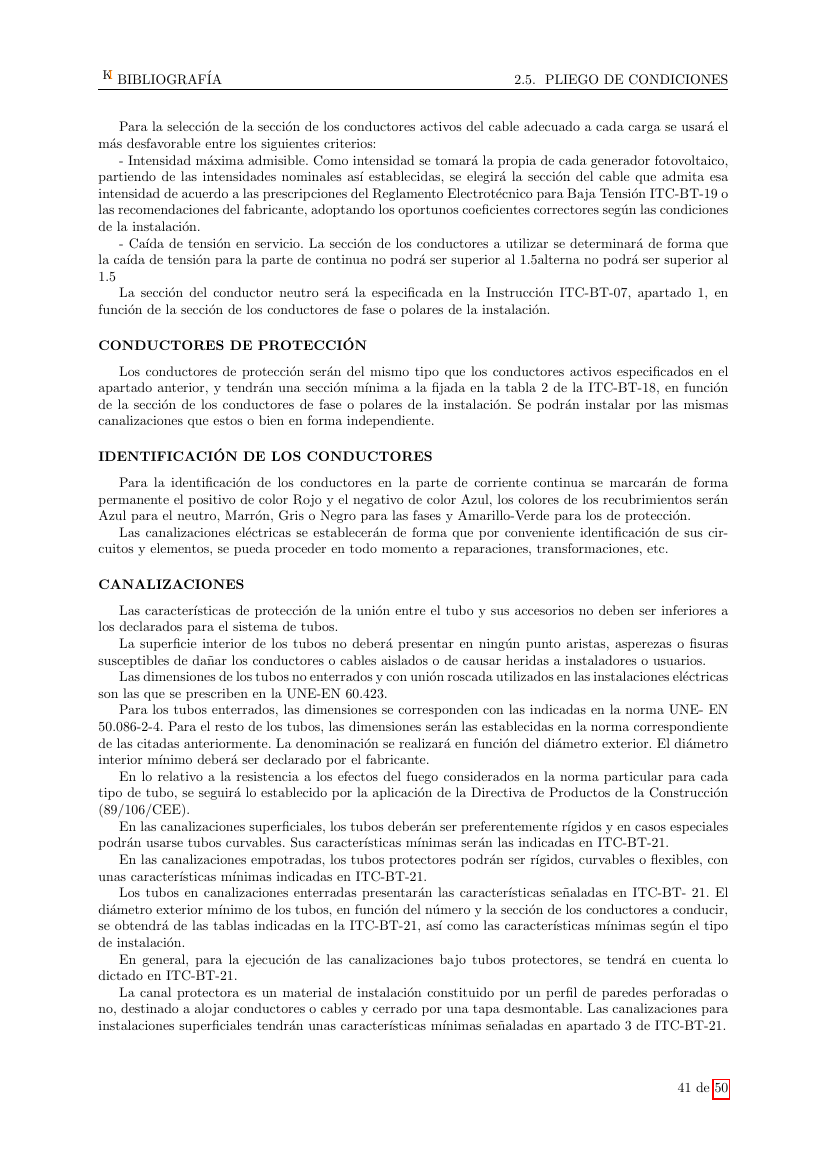 K BIBLIOGRAFÍA 2.5. PLIEGO DE CONDICIONES
Para la selección de la sección de los conductores activos del cable adecuado a cada carga se usará el
más desfavorable entre los siguientes criterios:
- Intensidad máxima admisible. Como intensidad se tomará la propia de cada generador fotovoltaico,
partiendo de las intensidades nominales así establecidas, se elegirá la sección del cable que admita esa
intensidad de acuerdo a las prescripciones del Reglamento Electrotécnico para Baja Tensión ITC-BT-19 o
las recomendaciones del fabricante, adoptando los oportunos coeficientes correctores según las condiciones
de la instalación.
- Caída de tensión en servicio. La sección de los conductores a utilizar se determinará de forma que
la caída de tensión para la parte de continua no podrá ser superior al 1.5alterna no podrá ser superior al
1.5
La sección del conductor neutro será la especificada en la Instrucción ITC-BT-07, apartado 1, en
función de la sección de los conductores de fase o polares de la instalación.
CONDUCTORES DE PROTECCIÓN
Los conductores de protección serán del mismo tipo que los conductores activos especificados en el
apartado anterior, y tendrán una sección mínima a la fijada en la tabla 2 de la ITC-BT-18, en función
de la sección de los conductores de fase o polares de la instalación. Se podrán instalar por las mismas
canalizaciones que estos o bien en forma independiente.
IDENTIFICACIÓN DE LOS CONDUCTORES
Para la identificación de los conductores en la parte de corriente continua se marcarán de forma
permanente el positivo de color Rojo y el negativo de color Azul, los colores de los recubrimientos serán
Azul para el neutro, Marrón, Gris o Negro para las fases y Amarillo-Verde para los de protección.
Las canalizaciones eléctricas se establecerán de forma que por conveniente identificación de sus cir-
cuitos y elementos, se pueda proceder en todo momento a reparaciones, transformaciones, etc.
CANALIZACIONES
Las características de protección de la unión entre el tubo y sus accesorios no deben ser inferiores a
los declarados para el sistema de tubos.
La superficie interior de los tubos no deberá presentar en ningún punto aristas, asperezas o fisuras
susceptibles de dañar los conductores o cables aislados o de causar heridas a instaladores o usuarios.
Las dimensiones de los tubos no enterrados y con unión roscada utilizados en las instalaciones eléctricas
son las que se prescriben en la UNE-EN 60.423.
Para los tubos enterrados, las dimensiones se corresponden con las indicadas en la norma UNE- EN
50.086-2-4. Para el resto de los tubos, las dimensiones serán las establecidas en la norma correspondiente
de las citadas anteriormente. La denominación se realizará en función del diámetro exterior. El diámetro
interior mínimo deberá ser declarado por el fabricante.
En lo relativo a la resistencia a los efectos del fuego considerados en la norma particular para cada
tipo de tubo, se seguirá lo establecido por la aplicación de la Directiva de Productos de la Construcción
(89/106/CEE).
En las canalizaciones superficiales, los tubos deberán ser preferentemente rígidos y en casos especiales
podrán usarse tubos curvables. Sus características mínimas serán las indicadas en ITC-BT-21.
En las canalizaciones empotradas, los tubos protectores podrán ser rígidos, curvables o flexibles, con
unas características mínimas indicadas en ITC-BT-21.
Los tubos en canalizaciones enterradas presentarán las características señaladas en ITC-BT- 21. El
diámetro exterior mínimo de los tubos, en función del número y la sección de los conductores a conducir,
se obtendrá de las tablas indicadas en la ITC-BT-21, así como las características mínimas según el tipo
de instalación.
En general, para la ejecución de las canalizaciones bajo tubos protectores, se tendrá en cuenta lo
dictado en ITC-BT-21.
La canal protectora es un material de instalación constituido por un perfil de paredes perforadas o
no, destinado a alojar conductores o cables y cerrado por una tapa desmontable. Las canalizaciones para
instalaciones superficiales tendrán unas características mínimas señaladas en apartado 3 de ITC-BT-21.
41 de 50